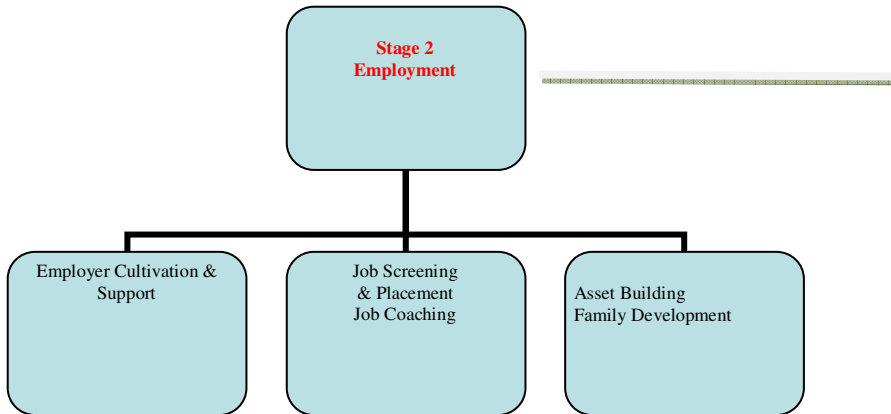 Stage 2
Employment
Employer Cultivation &
Support
Job Screening
& Placement
Job Coaching
Asset Building
Family Development